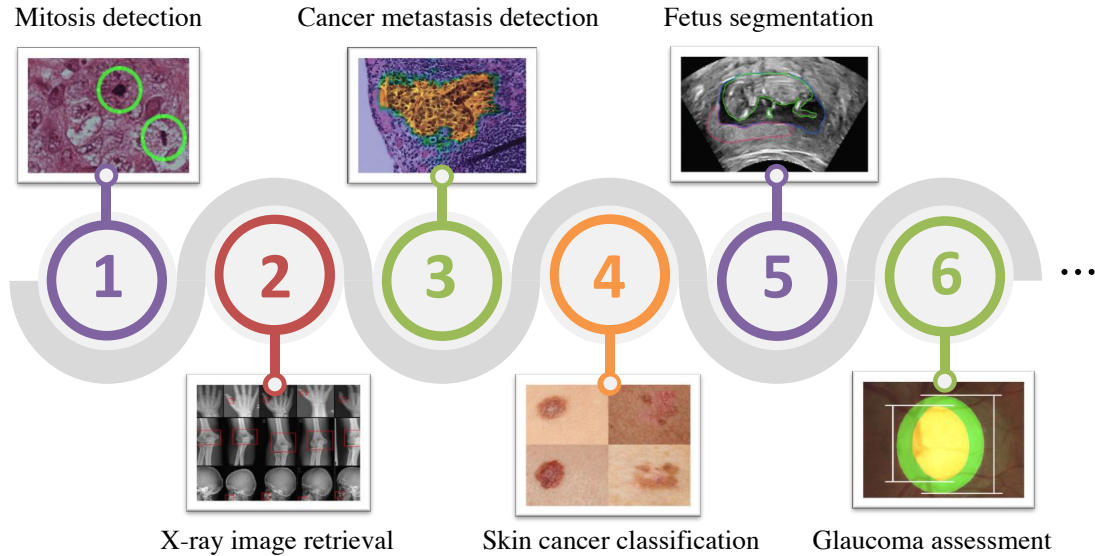 Mitosis detection
Cancer metastasis detection
Fetus segmentation
1
2
3
4
5
6
...
X-ray image retrieval
Skin cancer classification
Glaucoma assessment